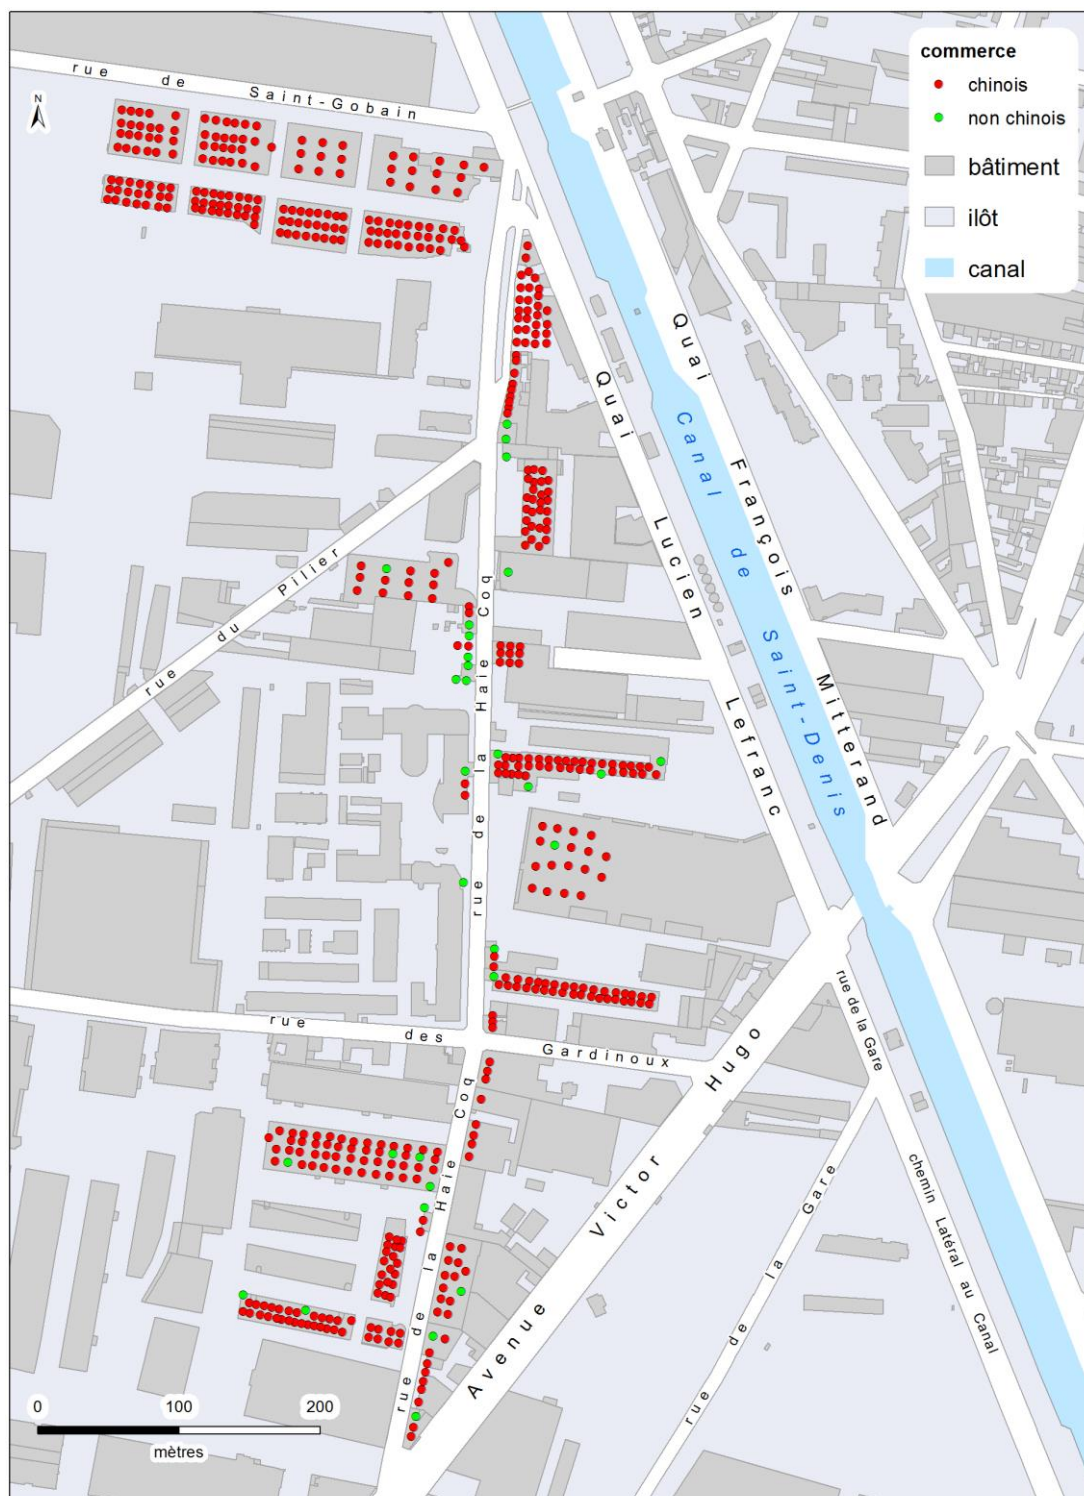 commerce
chinois
non chinois
bâtiment
ilôt
canal
N
rue de Saint-Gobain
Quai François Mitterand
Canal de Saint-Denis
Quai Lucien Lefranc
rue du Pilier
rue de la Haie Coq
rue des Gardinoux
rue de la Gare
Avenue Victor Hugo
rue de la Haie Coq
rue de la Gare
chemin Latéral au Canal
0 100 200
mètres